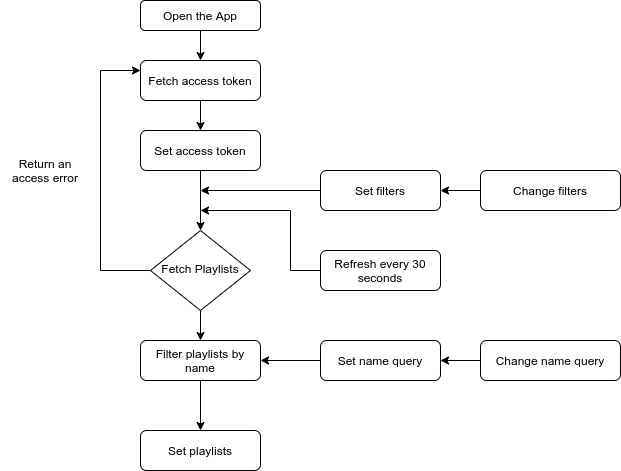 Open the App
Fetch access token
Set access token
Return an
access error
Set filters
Change filters
Fetch Playlists
Refresh every 30
seconds
Filter playlists by
name
Set name query
Change name query
Set playlists